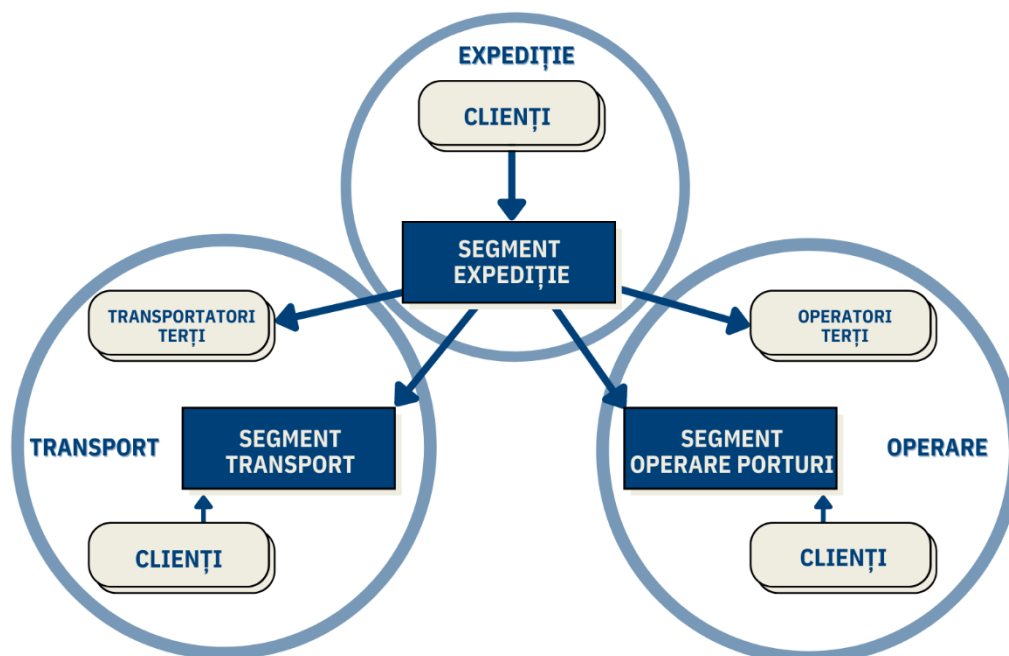 EXPEDIȚIE
CLIENȚI
SEGMENT
EXPEDIȚIE
TRANSPORTATORI
TERȚI
OPERATORI
TERȚI
TRANSPORT
SEGMENT
TRANSPORT
SEGMENT
OPERARE PORTURI
OPERARE
CLIENȚI
CLIENȚI